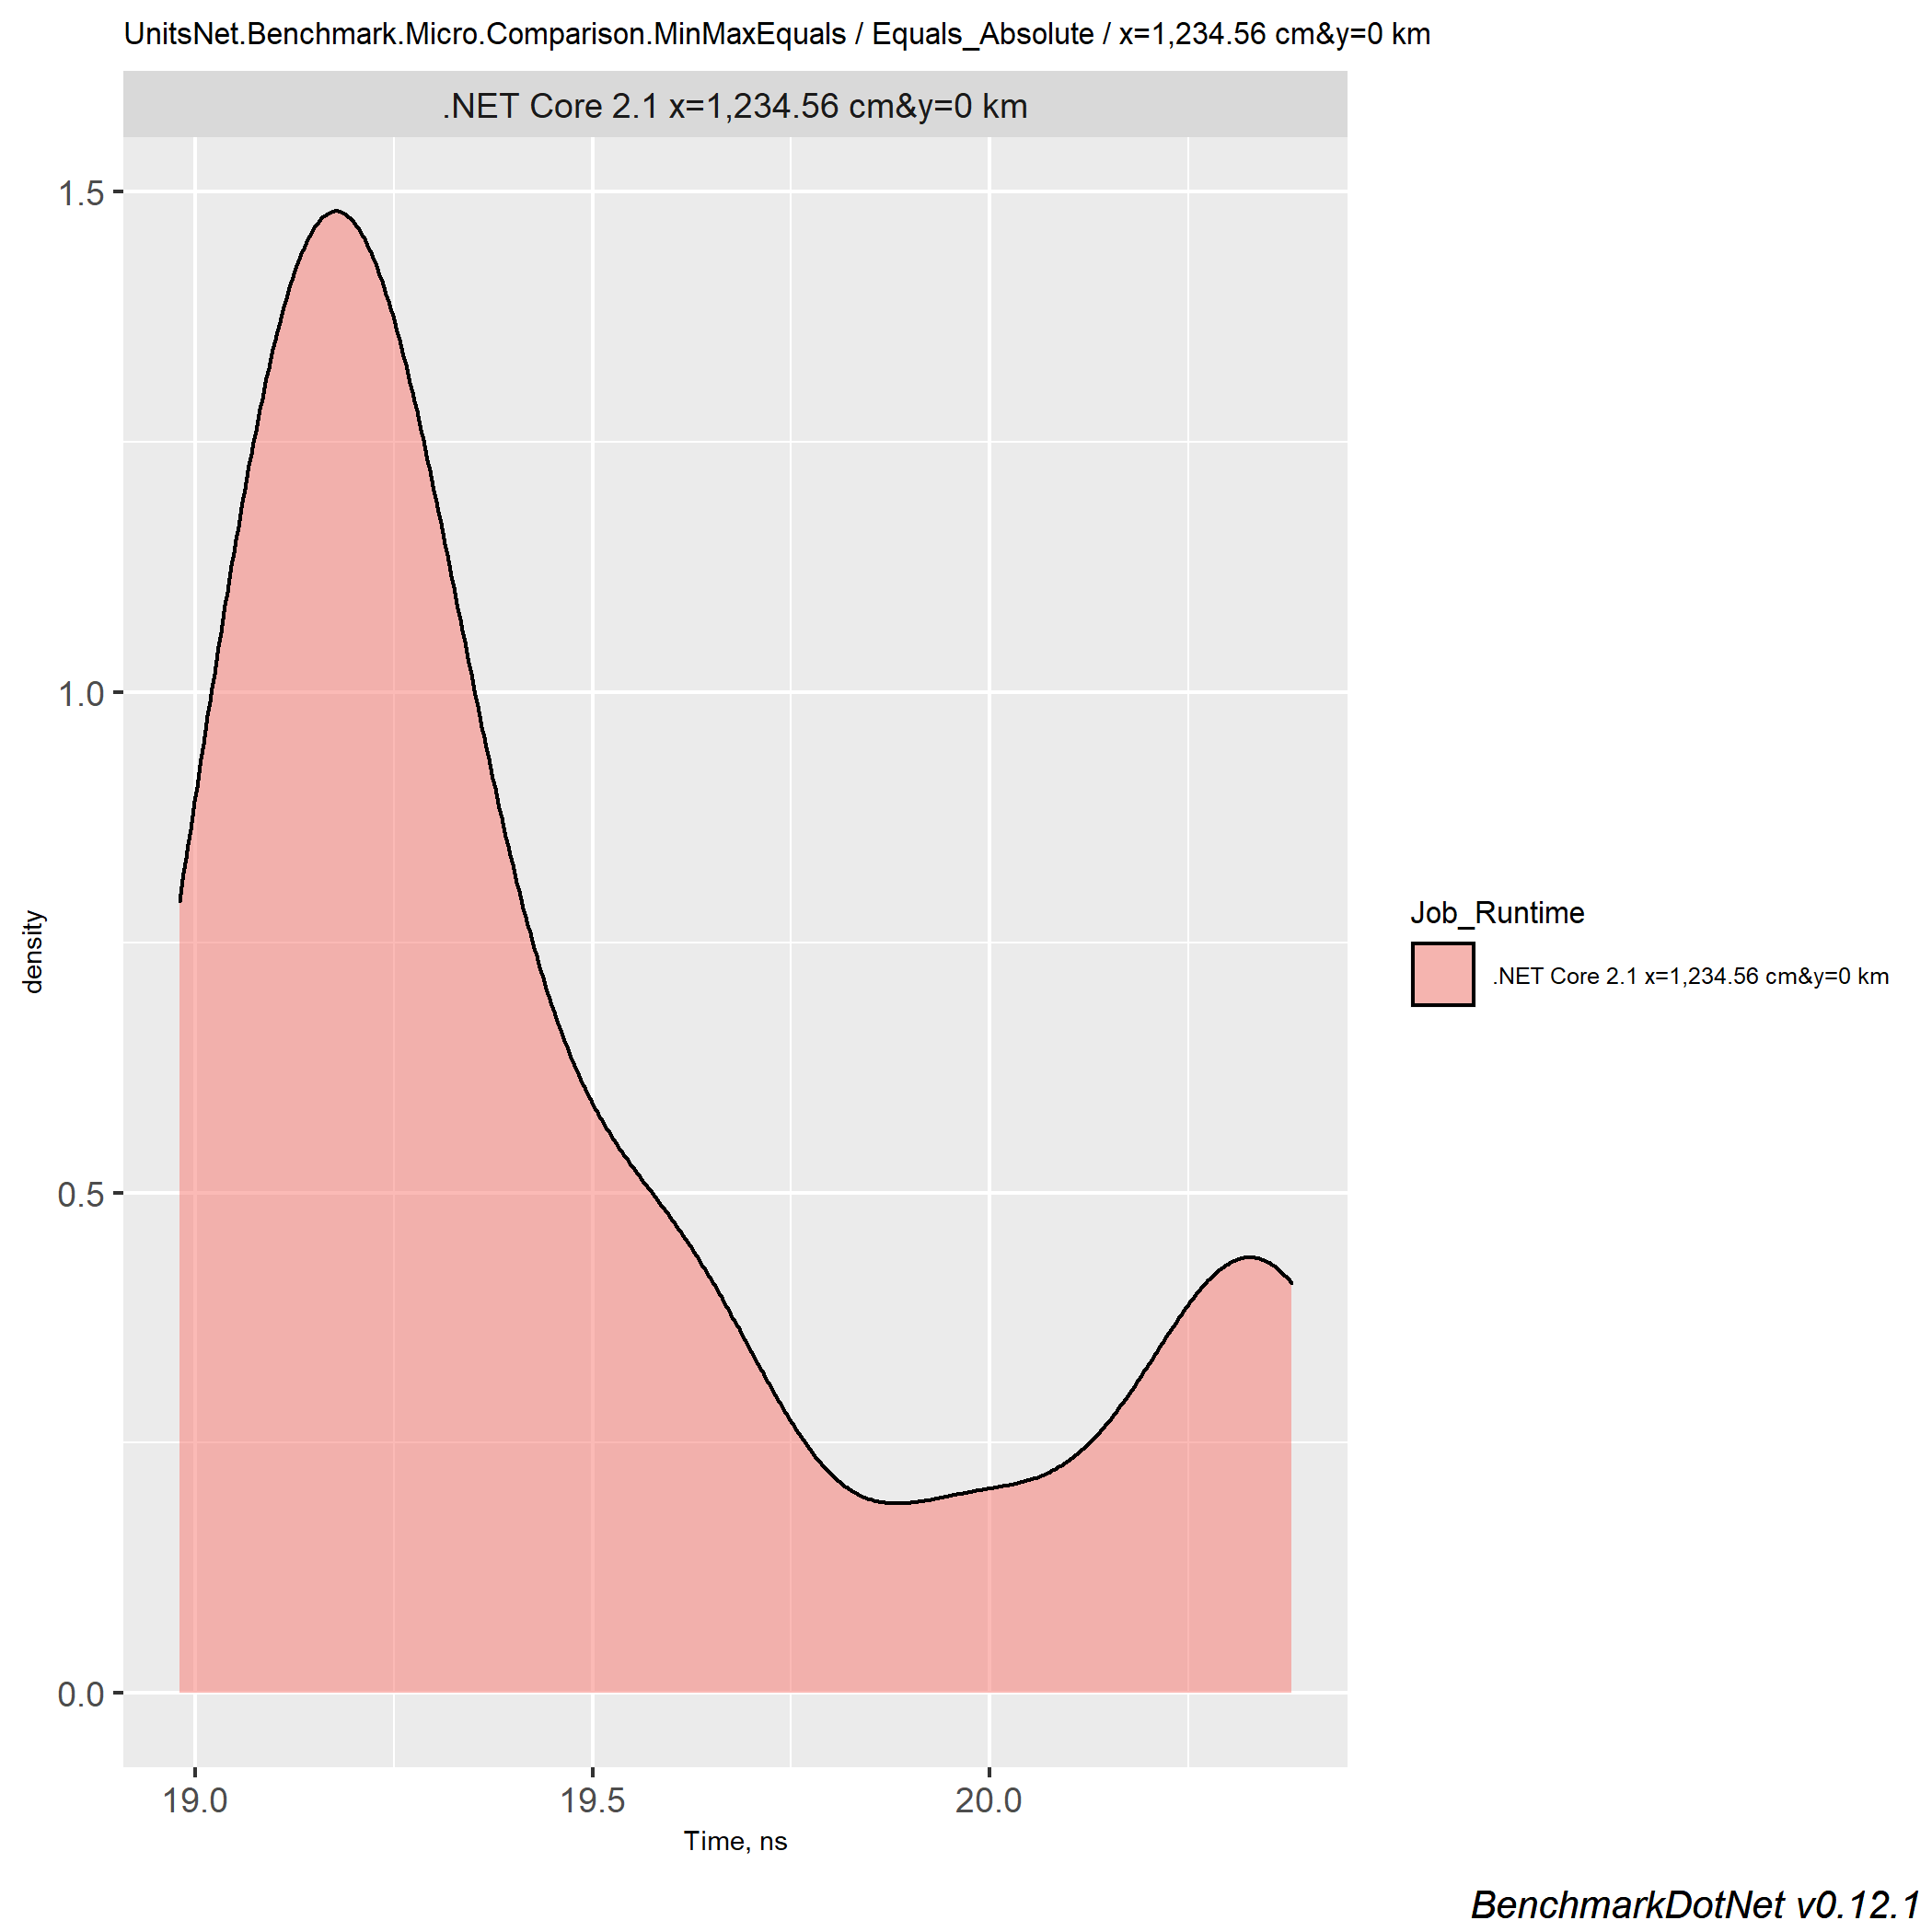 UnitsNet.Benchmark.Micro.Comparison.MinMaxEquals / Equals_Absolute / x=1,234.56 cm&y=0 km
.NET Core 2.1 x=1,234.56 cm&y=0 km
1.5
1.0
0.5
0.0
density
19.0 19.5 20.0
Time, ns
Job_Runtime
.NET Core 2.1 x=1,234.56 cm&y=0 km
BenchmarkDotNet v0.12.1